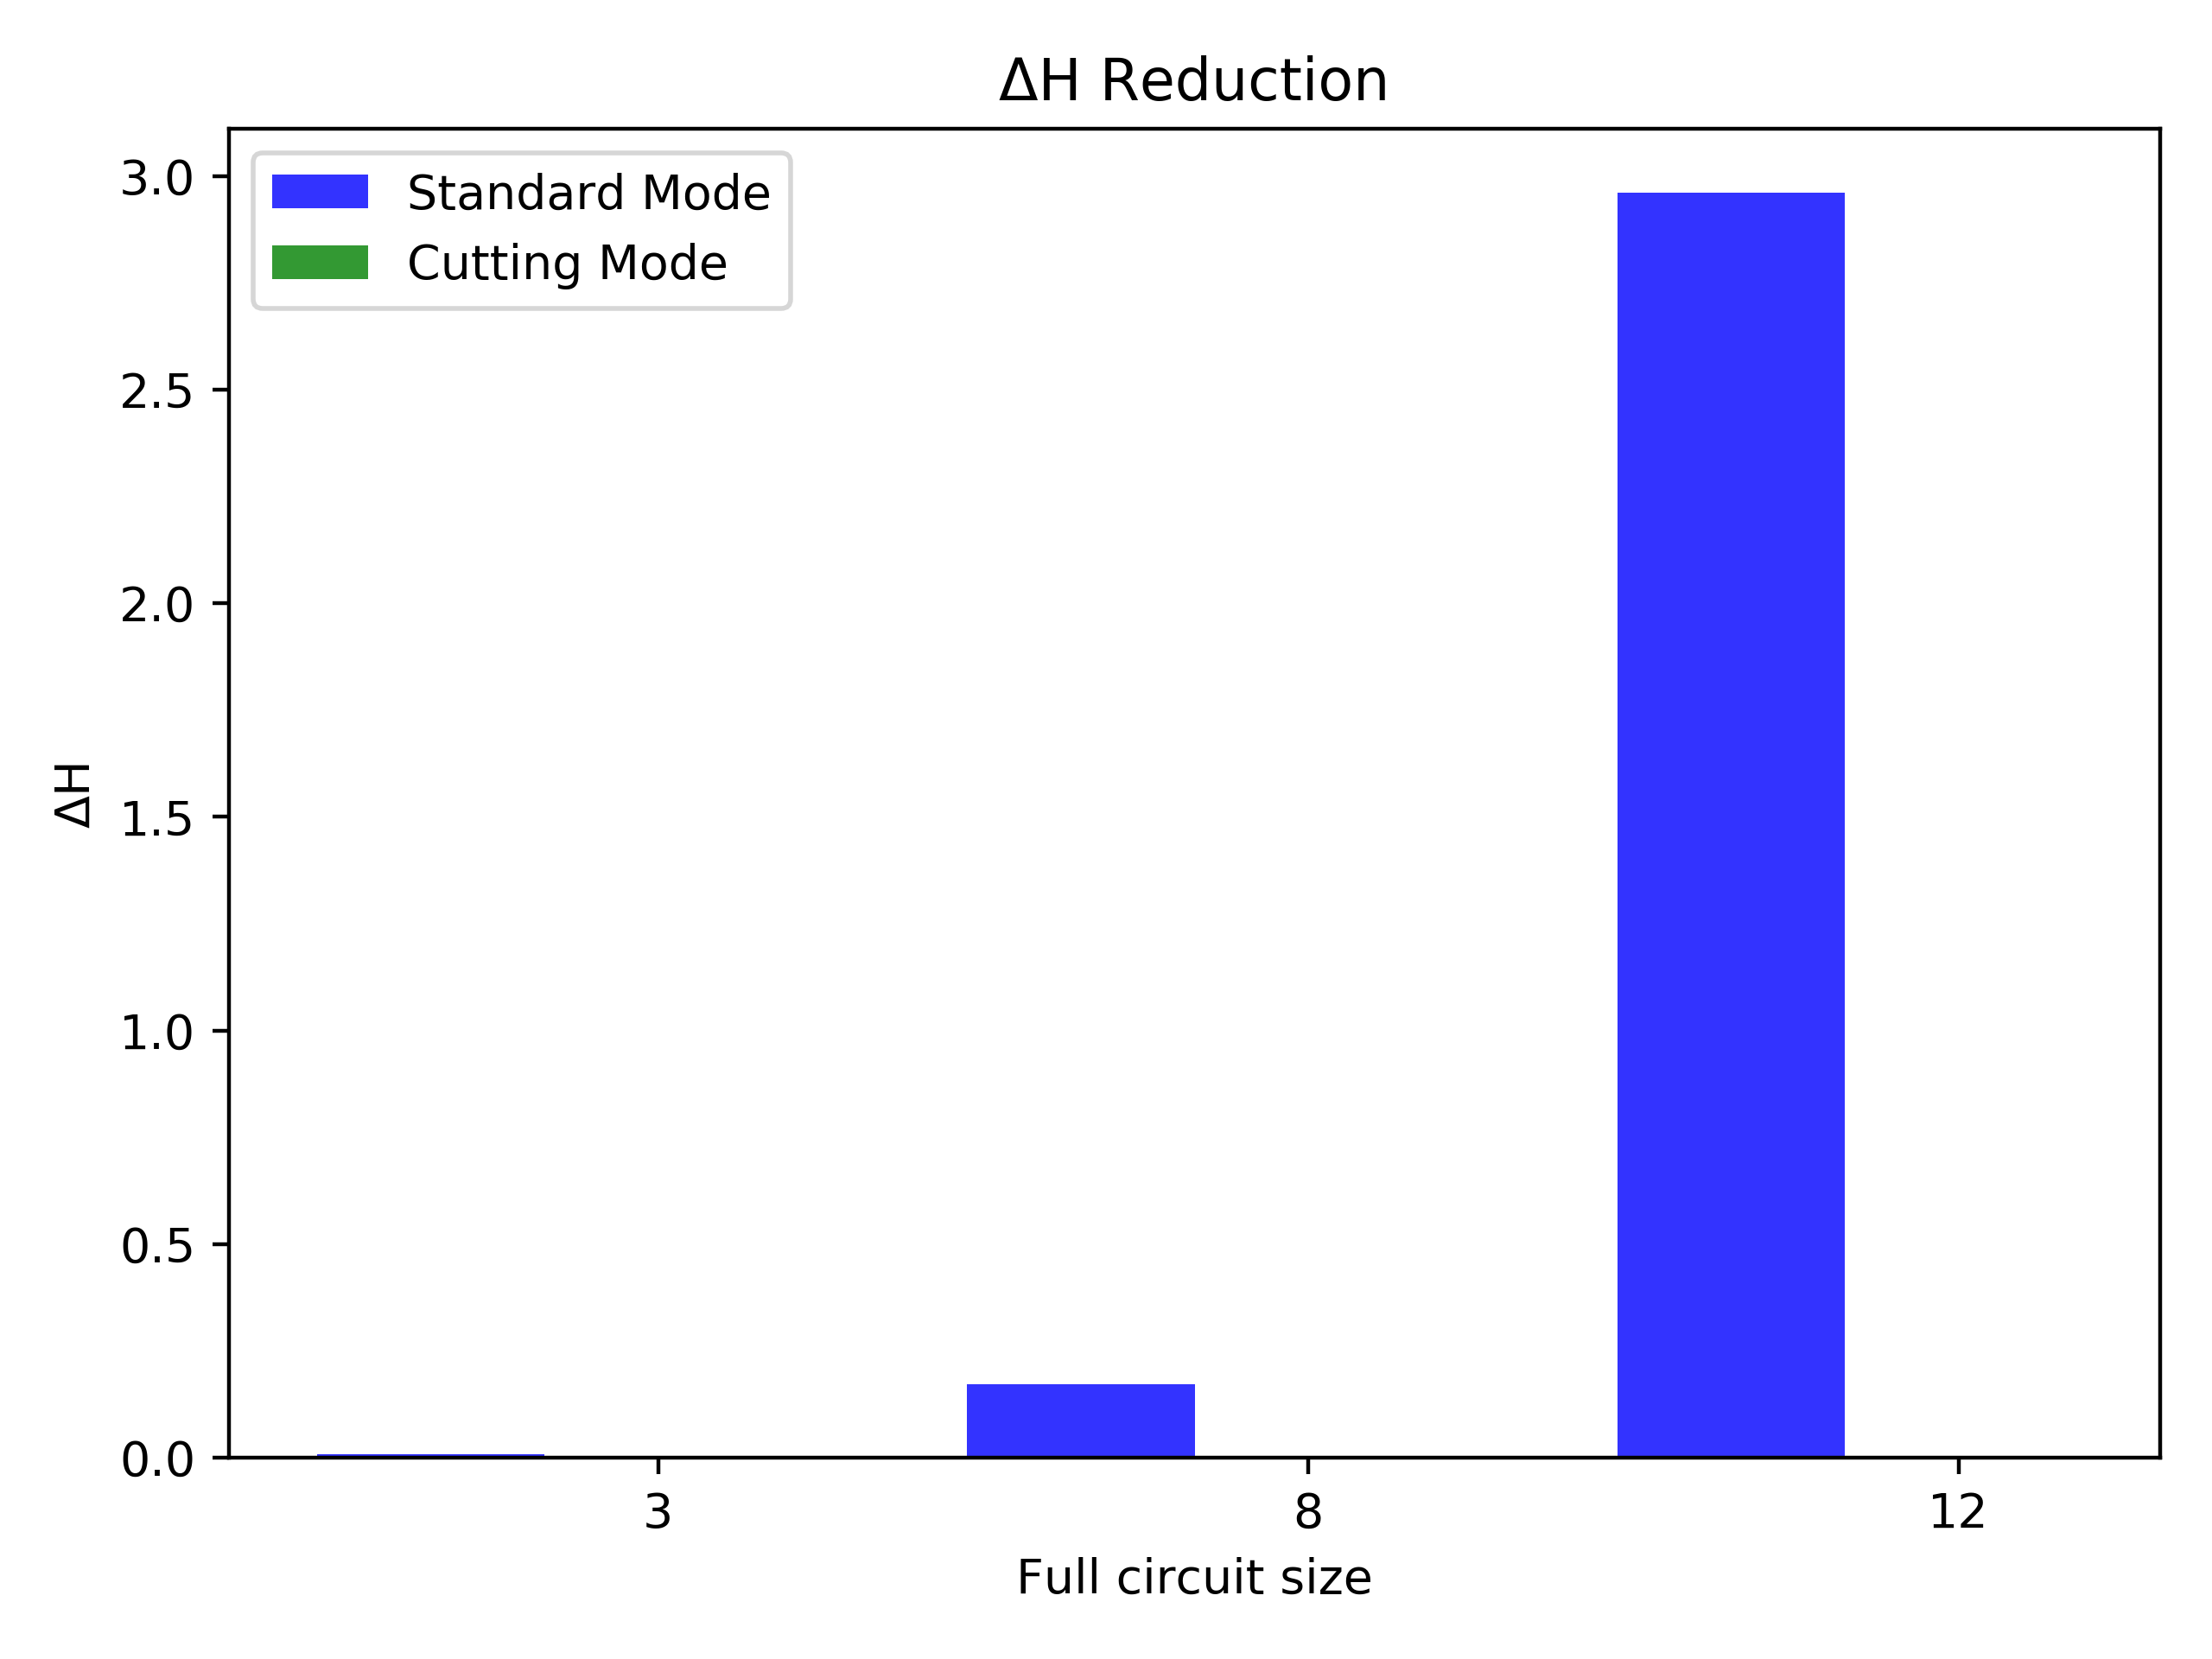 ΔH Reduction
Standard Mode
Cutting Mode
3.0
2.5
2.0
1.5
1.0
0.5
0.0
ΔH
3 8 12
Full circuit size